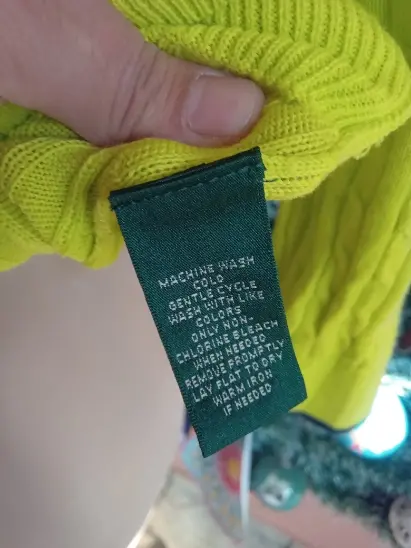 MACHINE WASH
COLD
GENTLE CYCLE
WASH WITH LIKE
COLORS
ONLY NON-
CHLORINE BLEACH
WHEN NEEDED
REMOVE PROMPTLY
LAY FLAT TO DRY
WARM IRON
IF NEEDED